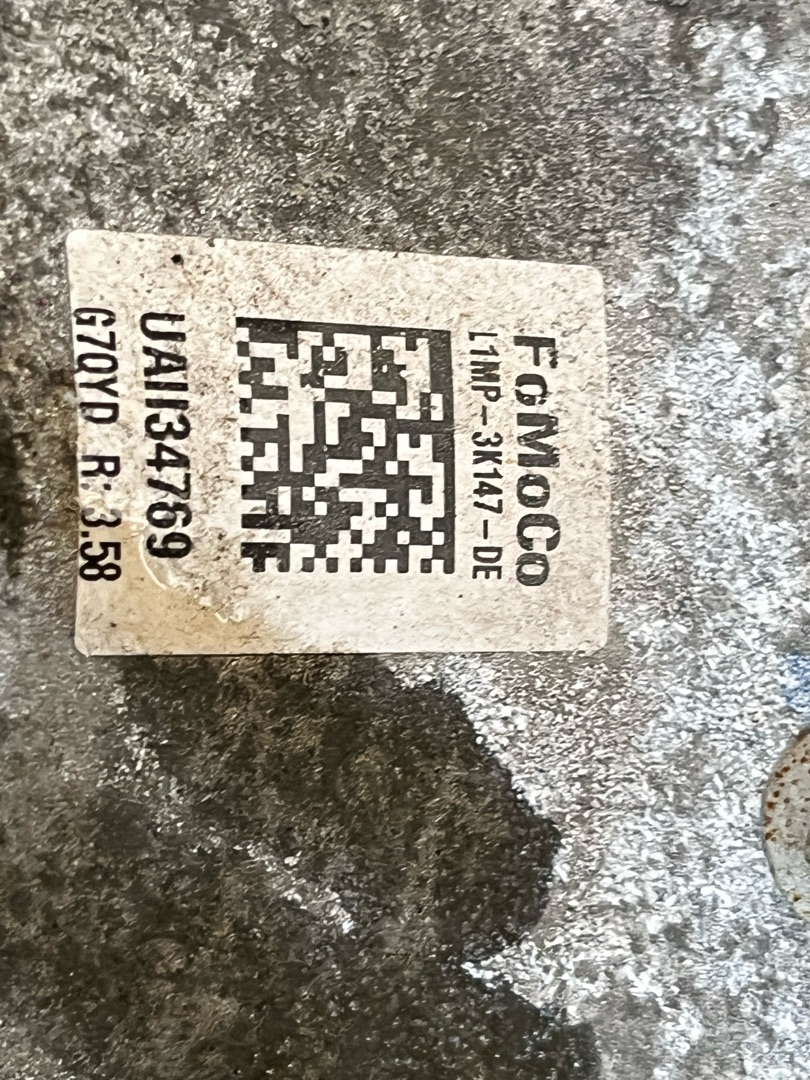 FoMoCo
L1MP-3K147-DE
UAII34769
G7QYD R:3.58